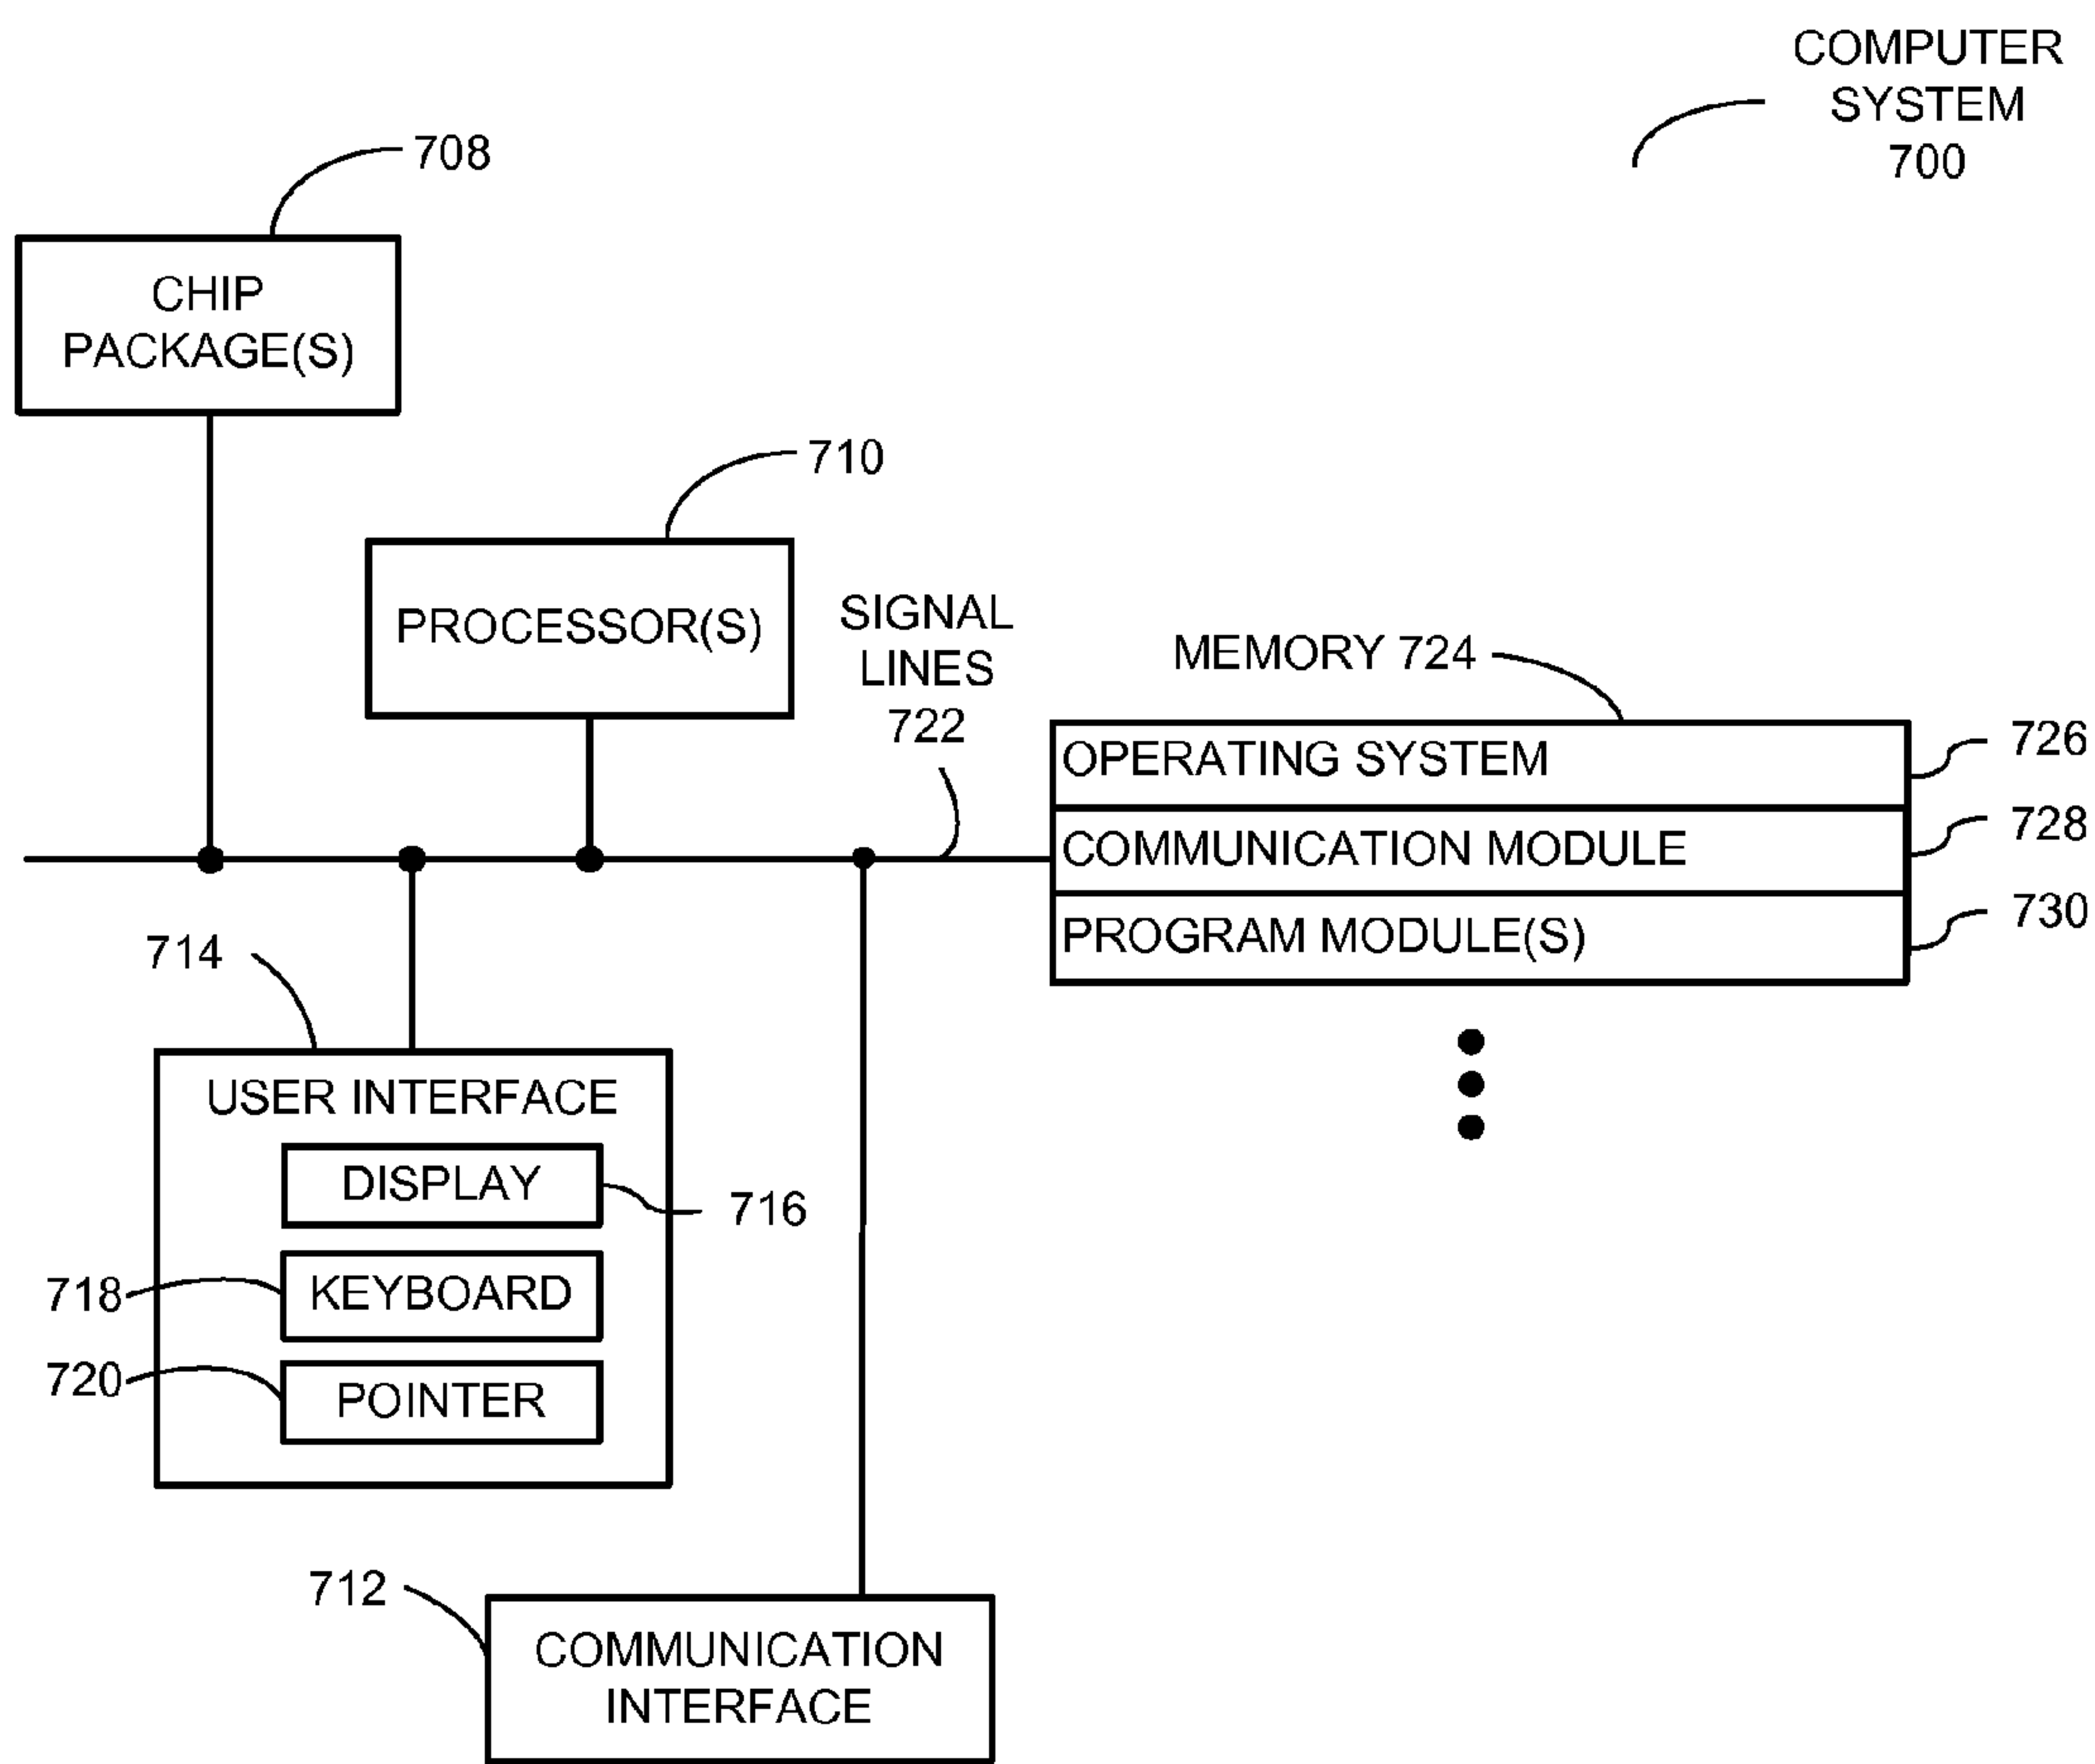 COMPUTER
SYSTEM
700
708
CHIP
PACKAGE(S)
710
PROCESSOR(S)
SIGNAL
LINES
722
MEMORY 724
OPERATING SYSTEM
726
COMMUNICATION MODULE
728
PROGRAM MODULE(S)
730
714
USER INTERFACE
DISPLAY
716
718
KEYBOARD
720
POINTER
712
COMMUNICATION
INTERFACE